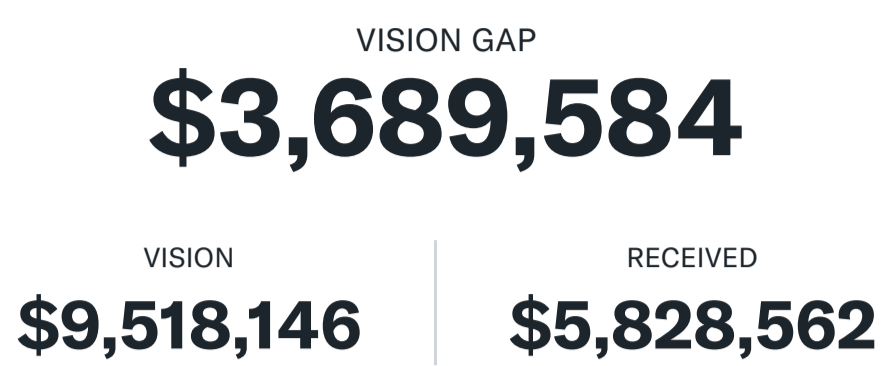 VISION GAP
$3,689,584
VISION
$9,518,146
RECEIVED
$5,828,562